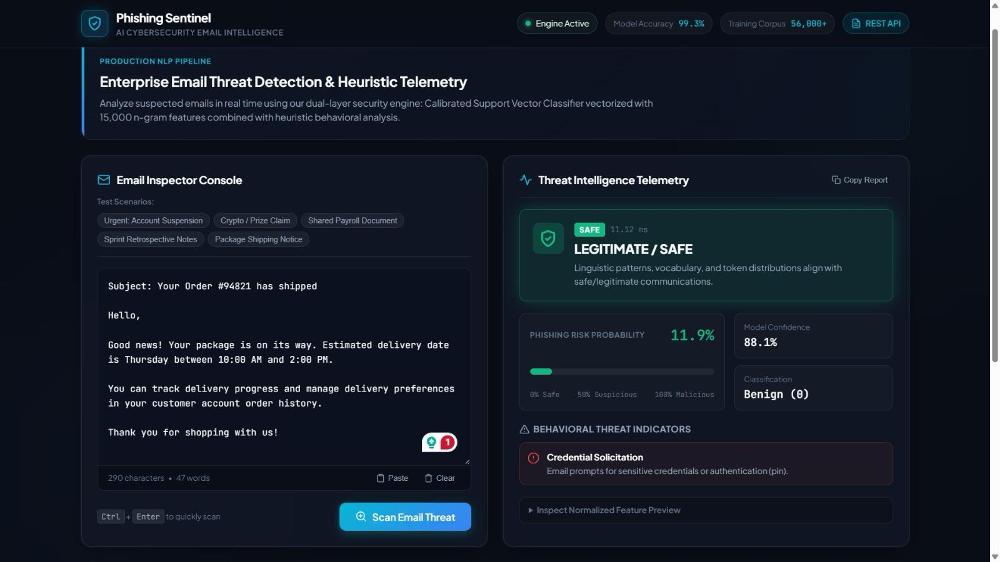 Phishing Sentinel
AI CYBERSECURITY EMAIL INTELLIGENCE
Engine Active
Model Accuracy 99.3%
Training Corpus 56,000+
REST API
PRODUCTION NLP PIPELINE
Enterprise Email Threat Detection & Heuristic Telemetry
Analyze suspected emails in real time using our dual-layer security engine: Calibrated Support Vector Classifier vectorized with
15,000 n-gram features combined with heuristic behavioral analysis.
Email Inspector Console
Test Scenarios:
Urgent: Account Suspension
Crypto / Prize Claim
Shared Payroll Document
Sprint Retrospective Notes
Package Shipping Notice
Subject: Your Order #94821 has shipped
Hello,
Good news! Your package is on its way. Estimated delivery date
is Thursday between 10:00 AM and 2:00 PM.
You can track delivery progress and manage delivery preferences
in your customer account order history.
Thank you for shopping with us!
1
290 characters • 47 words
Paste
Clear
Ctrl + Enter to quickly scan
Scan Email Threat
Threat Intelligence Telemetry
Copy Report
SAFE 11.12 ms
LEGITIMATE / SAFE
Linguistic patterns, vocabulary, and token distributions align with
safe/legitimate communications.
PHISHING RISK PROBABILITY 11.9%
0% Safe 50% Suspicious 100% Malicious
Model Confidence
88.1%
Classification
Benign (0)
BEHAVIORAL THREAT INDICATORS
Credential Solicitation
Email prompts for sensitive credentials or authentication (pin).
Inspect Normalized Feature Preview